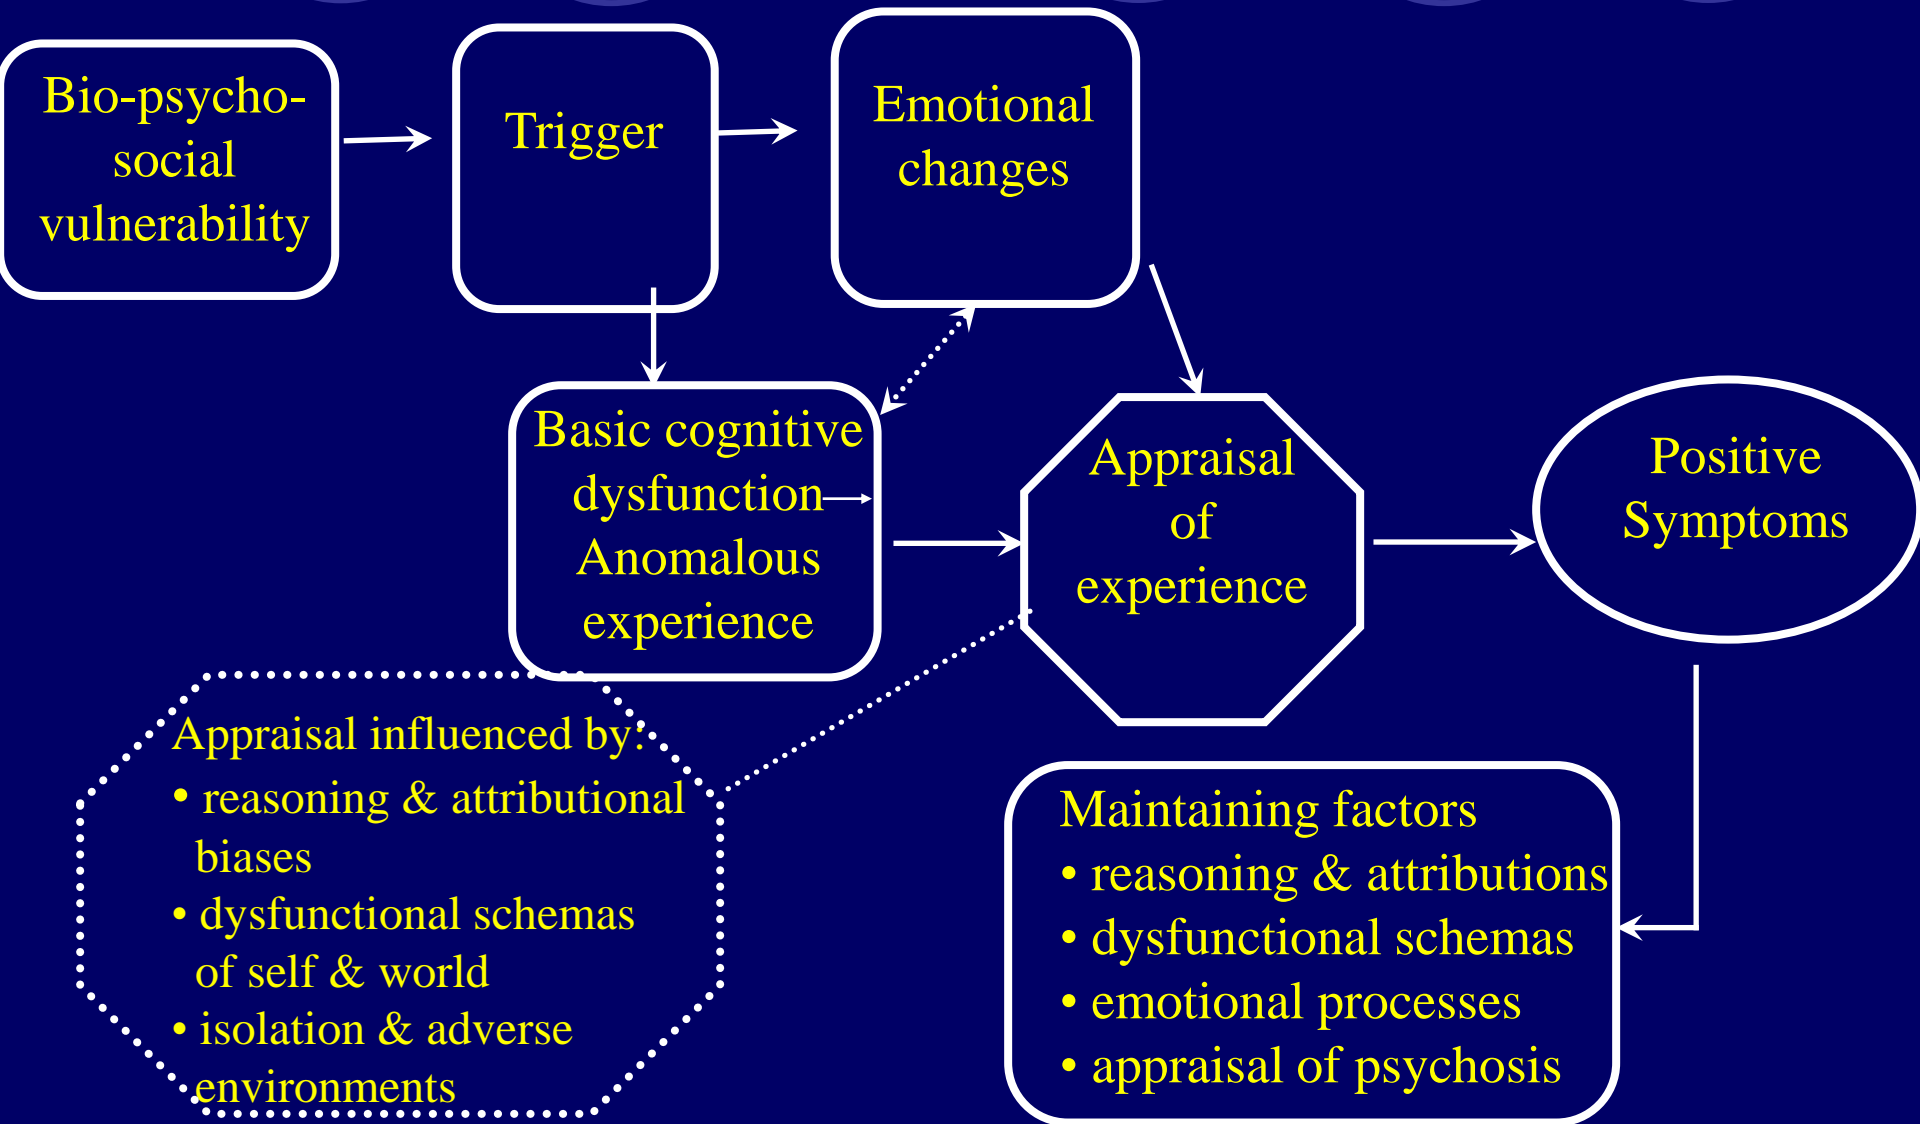 Bio-psycho-
social
vulnerability
Trigger
Emotional
changes
Basic cognitive
dysfunction
Anomalous
experience
Appraisal
of
experience
Positive
Symptoms
Appraisal influenced by:
• reasoning & attributional
biases
• dysfunctional schemas
of self & world
• isolation & adverse
environments
Maintaining factors
• reasoning & attributions
• dysfunctional schemas
• emotional processes
• appraisal of psychosis